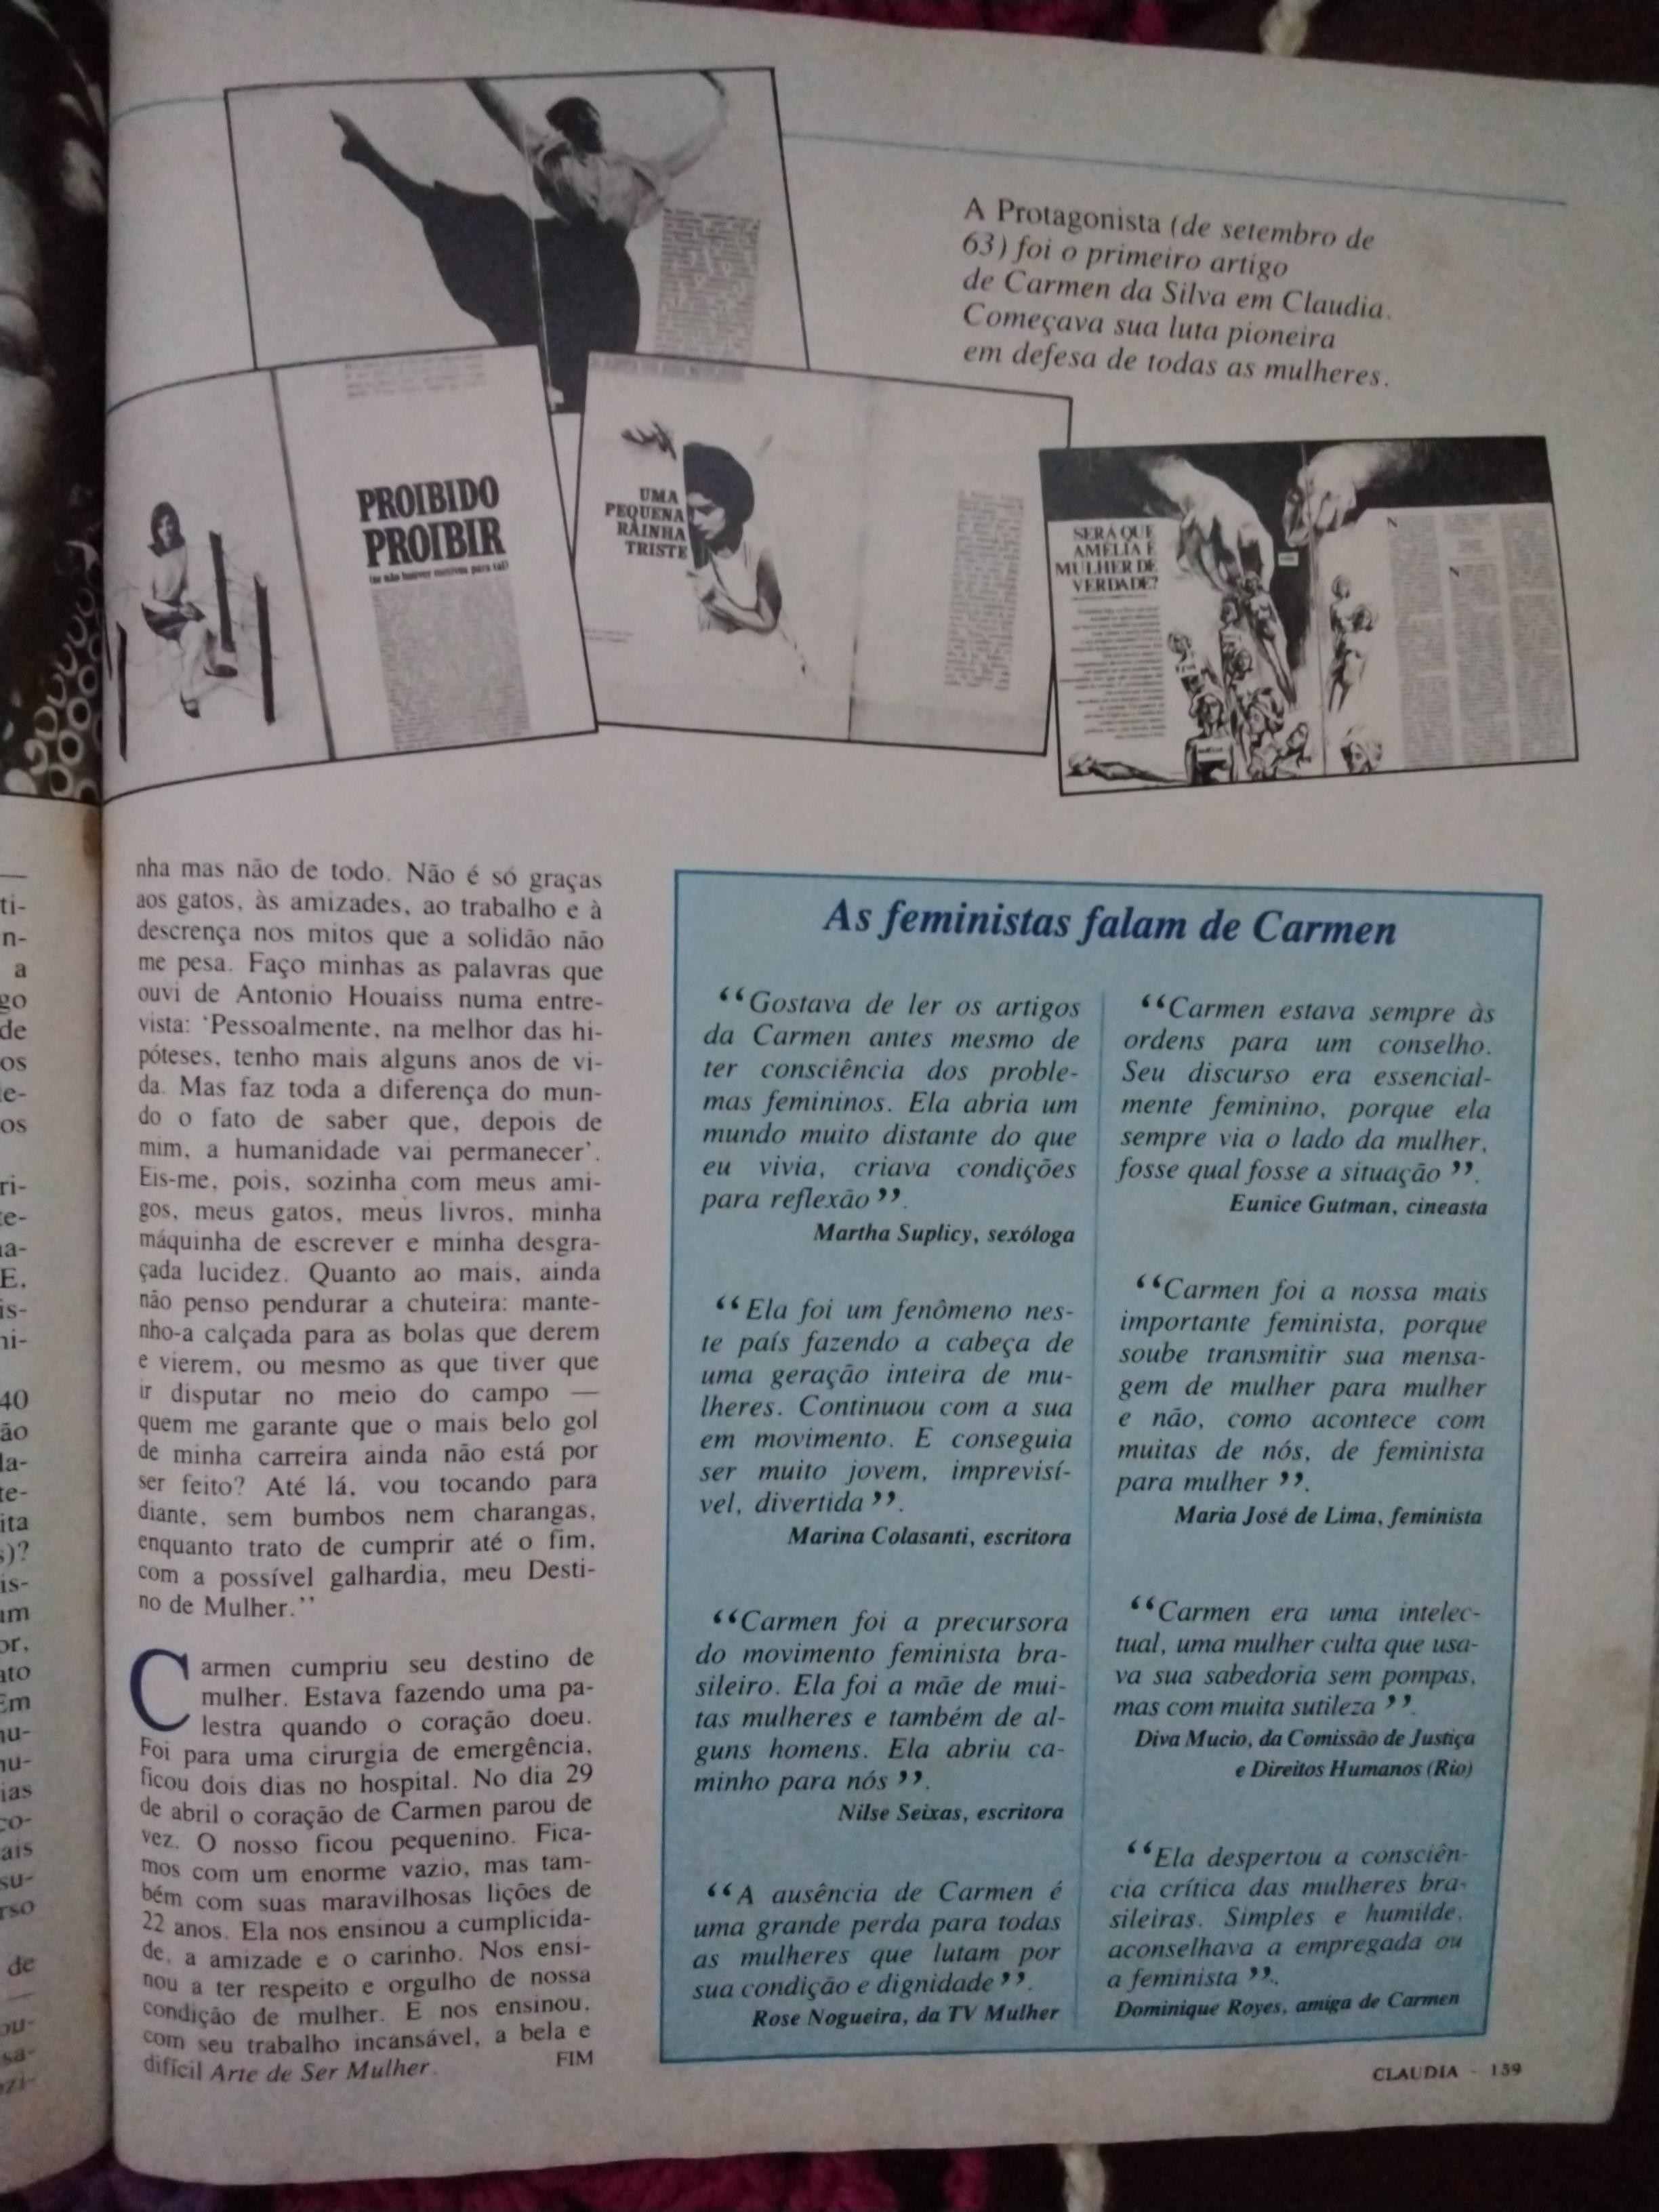 A Protagonista (de setembro de
63) foi o primeiro artigo
de Carmen da Silva em Claudia.
Começava sua luta pioneira
em defesa de todas as mulheres.
PROIBIDO
PROIBIR
(se não houver motivos para tal)
UMA
PEQUENA
RAINHA
TRISTE
SERÁ QUE
AMÉLIA É
MULHER DE
VERDADE?
N
N
nha mas não de todo. Não é só graças
aos gatos, às amizades, ao trabalho e à
descrença nos mitos que a solidão não
me pesa. Faço minhas as palavras que
ouvi de Antonio Houaiss numa entre-
vista: ‘Pessoalmente, na melhor das hi-
póteses, tenho mais alguns anos de vi-
da. Mas faz toda a diferença do mun-
do o fato de saber que, depois de
mim, a humanidade vai permanecer’.
Eis-me, pois, sozinha com meus ami-
gos, meus gatos, meus livros, minha
máquinha de escrever e minha desgra-
çada lucidez. Quanto ao mais, ainda
não penso pendurar a chuteira: mante-
nho-a calçada para as bolas que derem
e vierem, ou mesmo as que tiver que
ir disputar no meio do campo —
quem me garante que o mais belo gol
de minha carreira ainda não está por
ser feito? Até lá, vou tocando para
diante, sem bumbos nem charangas,
enquanto trato de cumprir até o fim,
com a possível galhardia, meu Desti-
no de Mulher.’’
Carmen cumpriu seu destino de
mulher. Estava fazendo uma pa-
lestra quando o coração doeu.
Foi para uma cirurgia de emergência,
ficou dois dias no hospital. No dia 29
de abril o coração de Carmen parou de
vez. O nosso ficou pequenino. Fica-
mos com um enorme vazio, mas tam-
bém com suas maravilhosas lições de
22 anos. Ela nos ensinou a cumplicida-
de, a amizade e o carinho. Nos ensi-
nou a ter respeito e orgulho de nossa
condição de mulher. E nos ensinou,
com seu trabalho incansável, a bela e
difícil Arte de Ser Mulher. FIM
As feministas falam de Carmen
“Gostava de ler os artigos
da Carmen antes mesmo de
ter consciência dos proble-
mas femininos. Ela abria um
mundo muito distante do que
eu vivia, criava condições
para reflexão”.
Martha Suplicy, sexóloga
“Ela foi um fenômeno nes-
te país fazendo a cabeça de
uma geração inteira de mu-
lheres. Continuou com a sua
em movimento. E conseguia
ser muito jovem, imprevisí-
vel, divertida”.
Marina Colasanti, escritora
“Carmen foi a precursora
do movimento feminista bra-
sileiro. Ela foi a mãe de mui-
tas mulheres e também de al-
guns homens. Ela abriu ca-
minho para nós”.
Nilse Seixas, escritora
“A ausência de Carmen é
uma grande perda para todas
as mulheres que lutam por
sua condição e dignidade”.
Rose Nogueira, da TV Mulher
“Carmen estava sempre às
ordens para um conselho.
Seu discurso era essencial-
mente feminino, porque ela
sempre via o lado da mulher,
fosse qual fosse a situação”.
Eunice Gutman, cineasta
“Carmen foi a nossa mais
importante feminista, porque
soube transmitir sua mensa-
gem de mulher para mulher
e não, como acontece com
muitas de nós, de feminista
para mulher”.
Maria José de Lima, feminista
“Carmen era uma intelec-
tual, uma mulher culta que usa-
va sua sabedoria sem pompas,
mas com muita sutileza”.
Diva Mucio, da Comissão de Justiça
e Direitos Humanos (Rio)
“Ela despertou a consciên-
cia crítica das mulheres bra-
sileiras. Simples e humilde,
aconselhava a empregada ou
a feminista”.
Dominique Royes, amiga de Carmen
CLAUDIA - 159